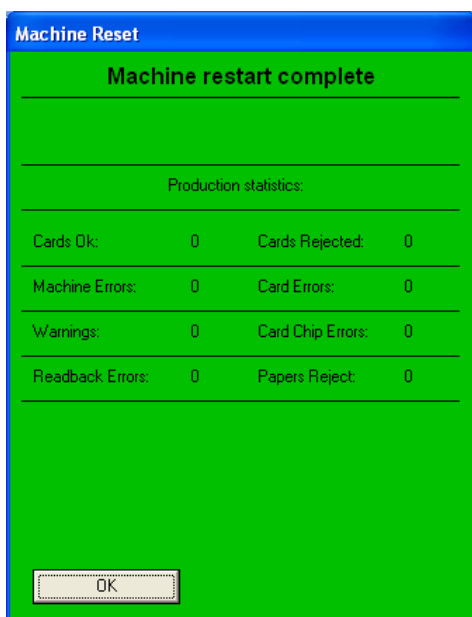 Machine Reset
Machine restart complete
Production statistics:
Cards Ok: 0 Cards Rejected: 0
Machine Errors: 0 Card Errors: 0
Warnings: 0 Card Chip Errors: 0
Readback Errors: 0 Papers Reject: 0
OK